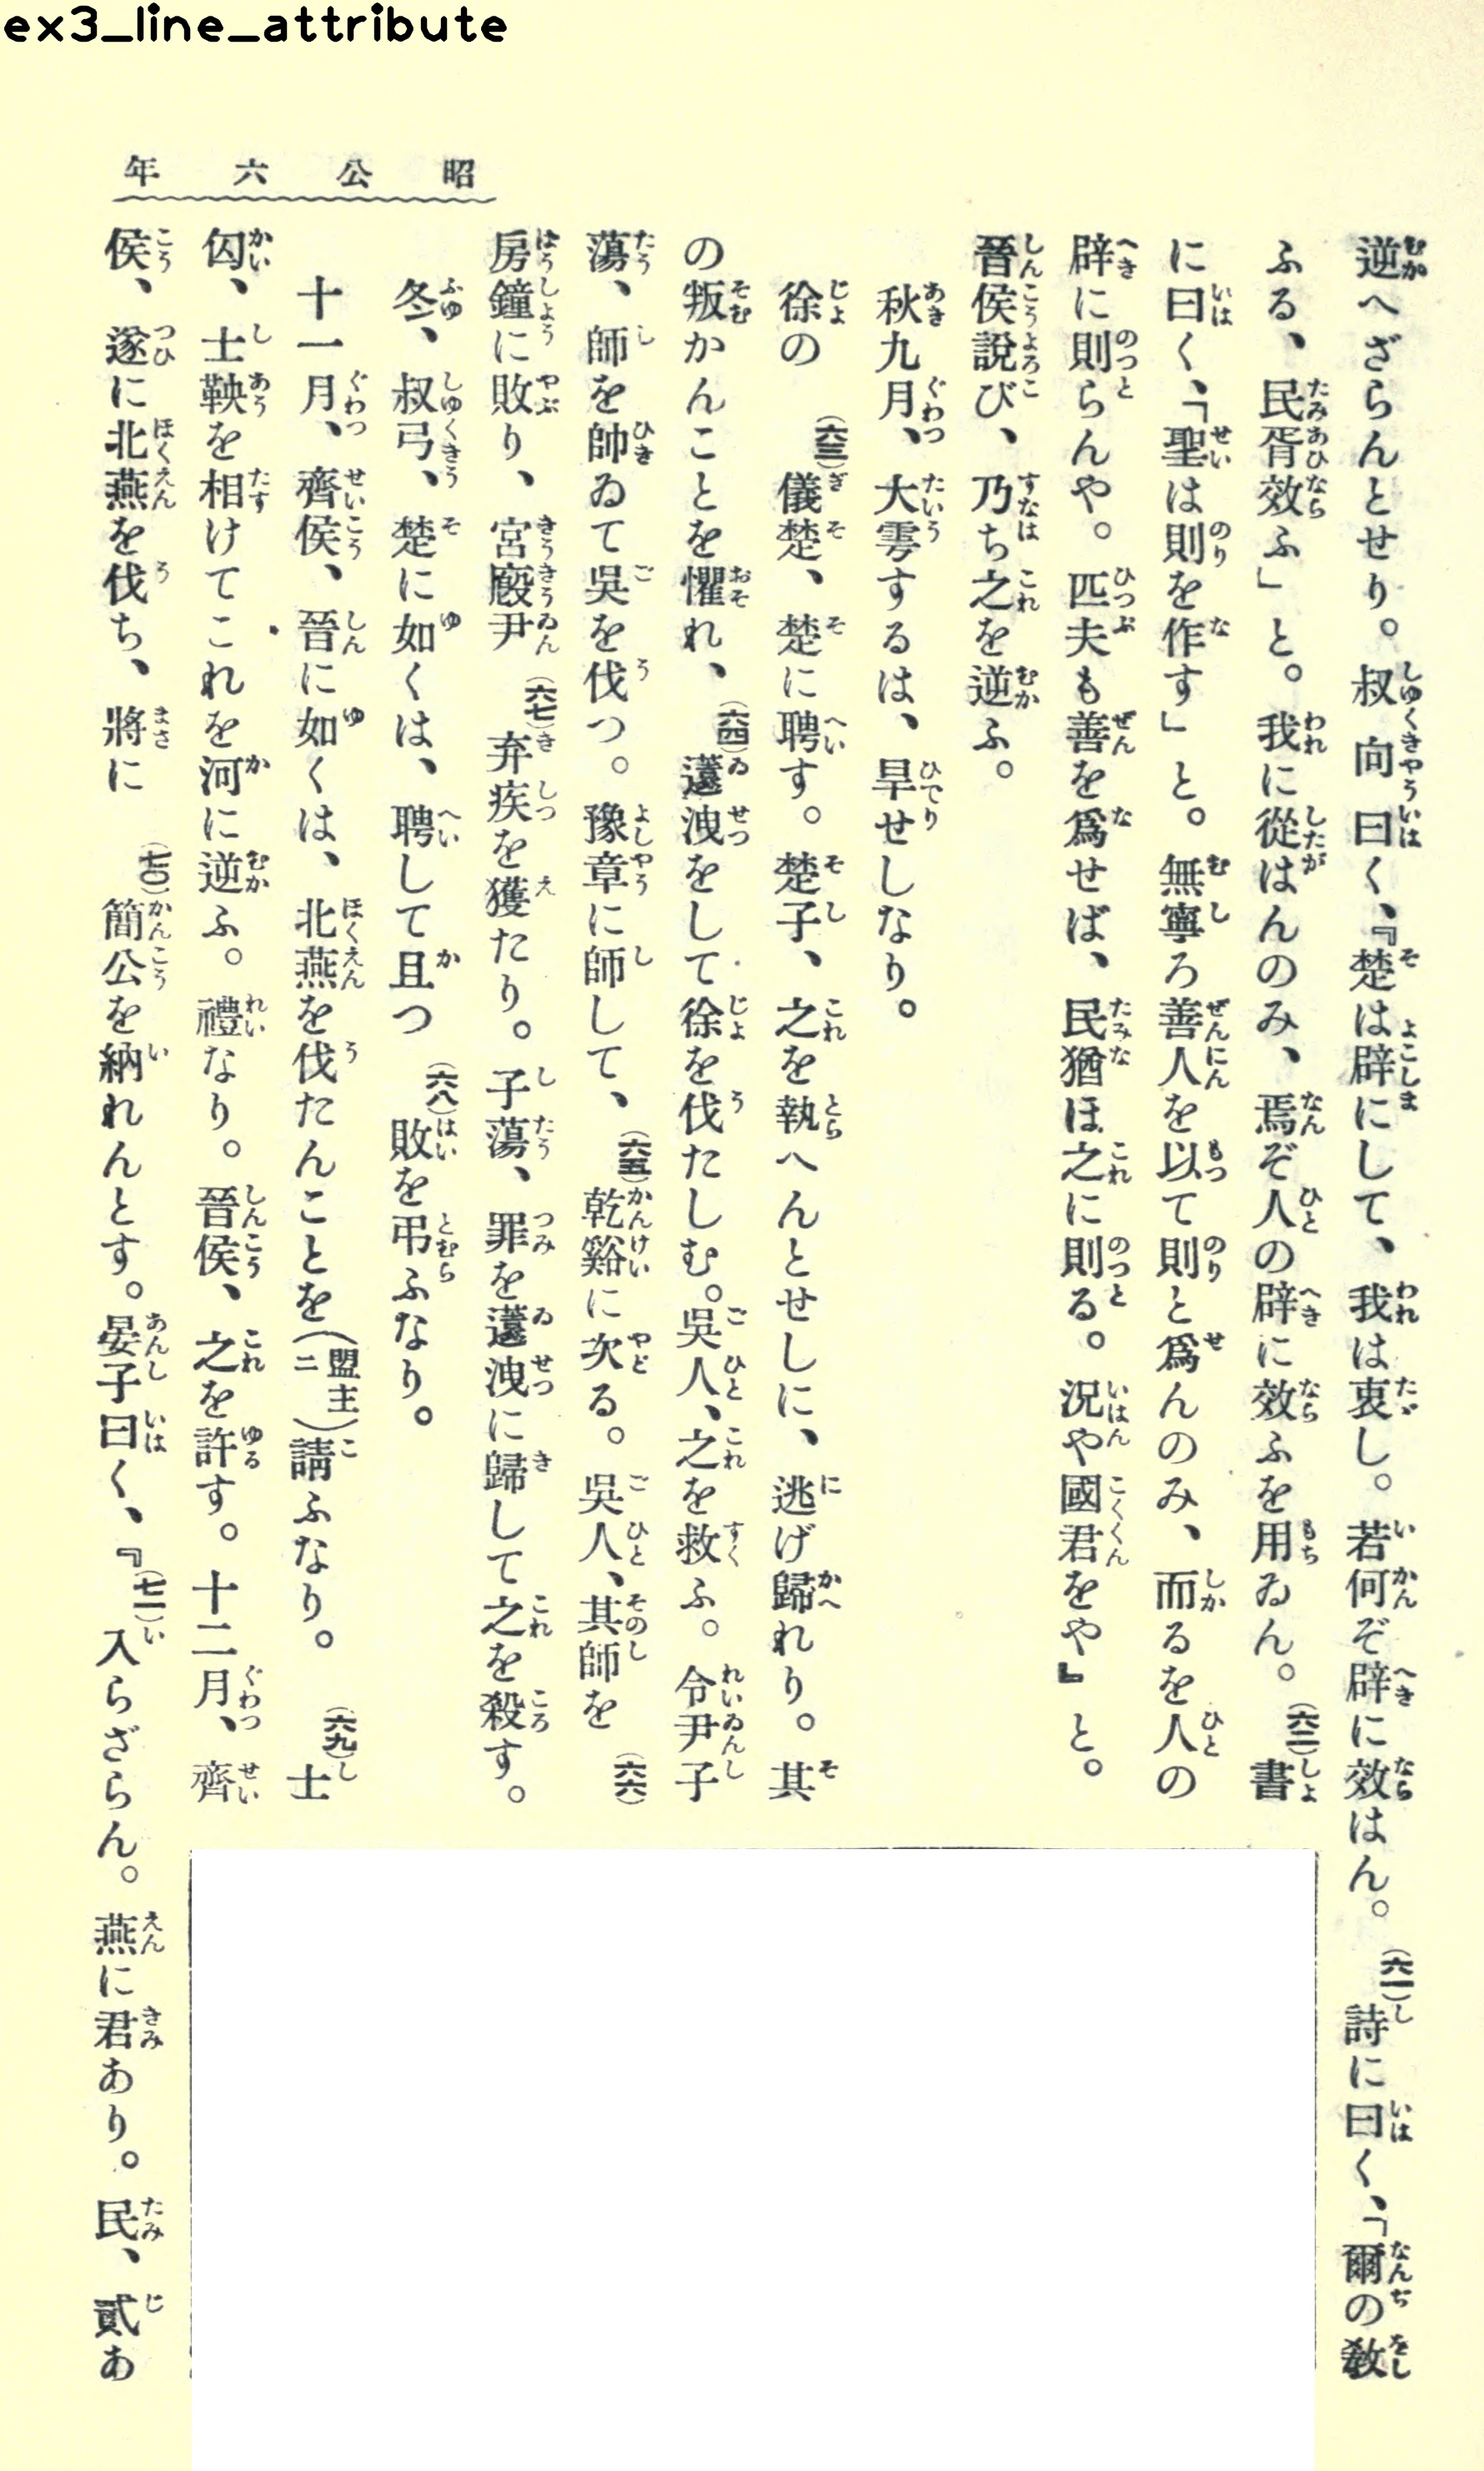 ex3_line_attribute
昭公六年
逆へざらんとせり。叔向曰く、『楚は辟にして、我は衷し。若何ぞ辟に效はん。(六一)詩に曰く、「爾の敎
ふる、民胥效ふ」と。我に從はんのみ、焉ぞ人の辟に效ふを用ゐん。(六二)書
に曰く、「聖は則を作す」と。無寧ろ善人を以て則と爲んのみ、而るを人の
辟に則らんや。匹夫も善を爲せば、民猶ほ之に則る。況や國君をや』と。
晉侯說び、乃ち之を逆ふ。
秋九月、大雩するは、旱せしなり。
徐の(六三)儀楚、楚に聘す。楚子、之を執へんとせしに、逃げ歸れり。其
の叛かんことを懼れ、(六四)薳洩をして徐を伐たしむ。吳人、之を救ふ。令尹子
蕩、師を帥ゐて吳を伐つ。豫章に師して、(六五)乾谿に次る。吳人、其師を(六六)
房鐘に敗り、宮廐尹(六七)弃疾を獲たり。子蕩、罪を薳洩に歸して之を殺す。
冬、叔弓、楚に如くは、聘して且つ(六八)敗を弔ふなり。
十一月、齊侯、晉に如くは、北燕を伐たんことを(盟主ニ)請ふなり。(六九)士
匃、士鞅を相けてこれを河に逆ふ。禮なり。晉侯、之を許す。十二月、齊
侯、遂に北燕を伐ち、將に(七〇)簡公を納れんとす。晏子曰く、『(七一)入らざらん。燕に君あり。民、貳あ